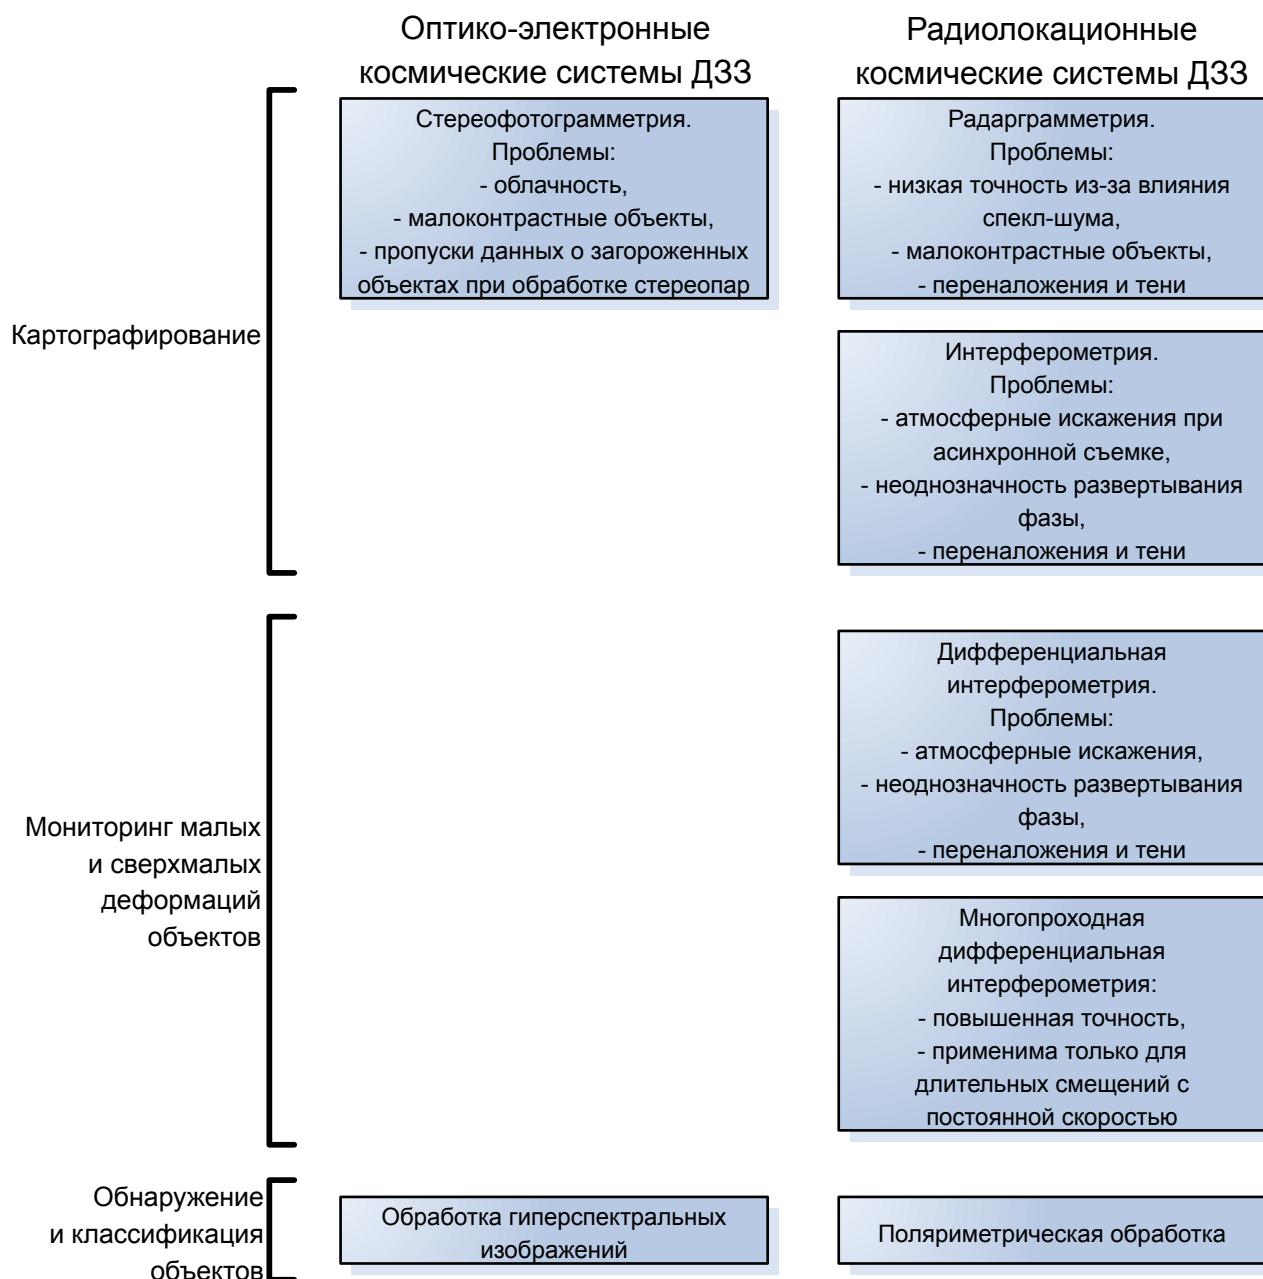 Оптико-электронные
космические системы ДЗЗ
Радиолокационные
космические системы ДЗЗ
Картографирование
Стереофотограмметрия.
Проблемы:
- облачность,
- малоконтрастные объекты,
- пропуски данных о загороженных
объектах при обработке стереопар
Радарграмметрия.
Проблемы:
- низкая точность из-за влияния
спекл-шума,
- малоконтрастные объекты,
- переналожения и тени
Интерферометрия.
Проблемы:
- атмосферные искажения при
асинхронной съемке,
- неоднозначность развертывания
фазы,
- переналожения и тени
Мониторинг малых
и сверхмалых
деформаций
объектов
Дифференциальная
интерферометрия.
Проблемы:
- атмосферные искажения,
- неоднозначность развертывания
фазы,
- переналожения и тени
Многопроходная
дифференциальная
интерферометрия:
- повышенная точность,
- применима только для
длительных смещений с
постоянной скоростью
Обнаружение
и классификация
объектов
Обработка гиперспектральных
изображений
Поляриметрическая обработка